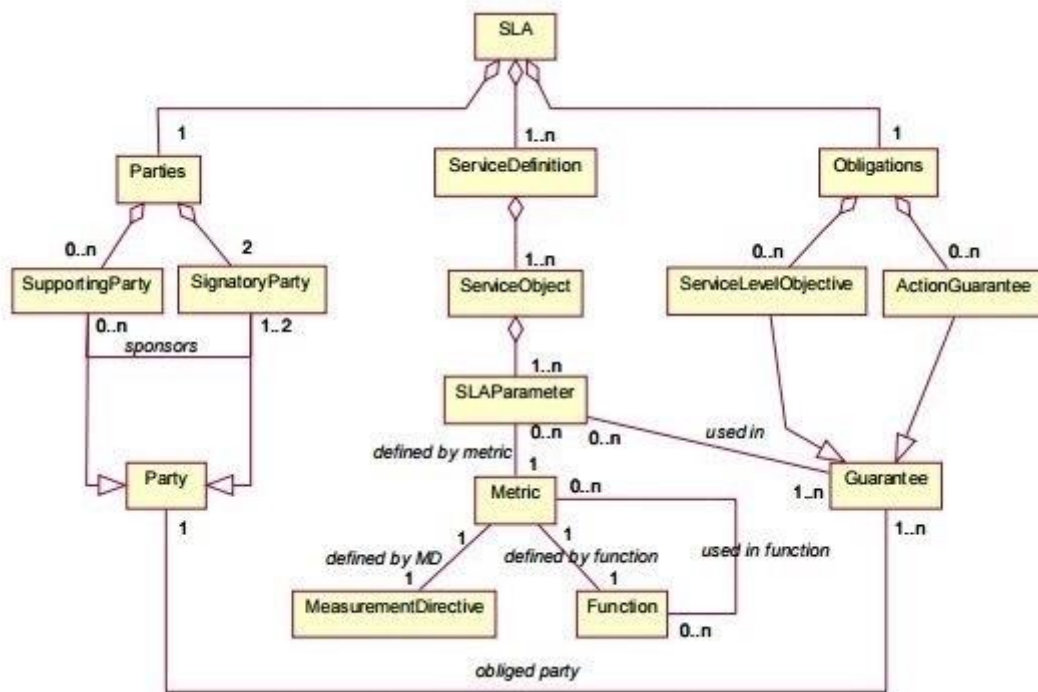 SLA
1
1..n
1
Parties
ServiceDefinition
Obligations
0..n
2
1..n
0..n
0..n
SupportingParty
SignatoryParty
ServiceObject
ServiceLevelObjective
ActionGuarantee
0..n
1..2
sponsors
1..n
SLAParameter
0..n
0..n
used in
defined by metric
1
Party
Metric
0..n
Guarantee
1..n
1
1..n
1
1
defined by MD
defined by function
used in function
1
1
MeasurementDirective
Function
0..n
obliged party